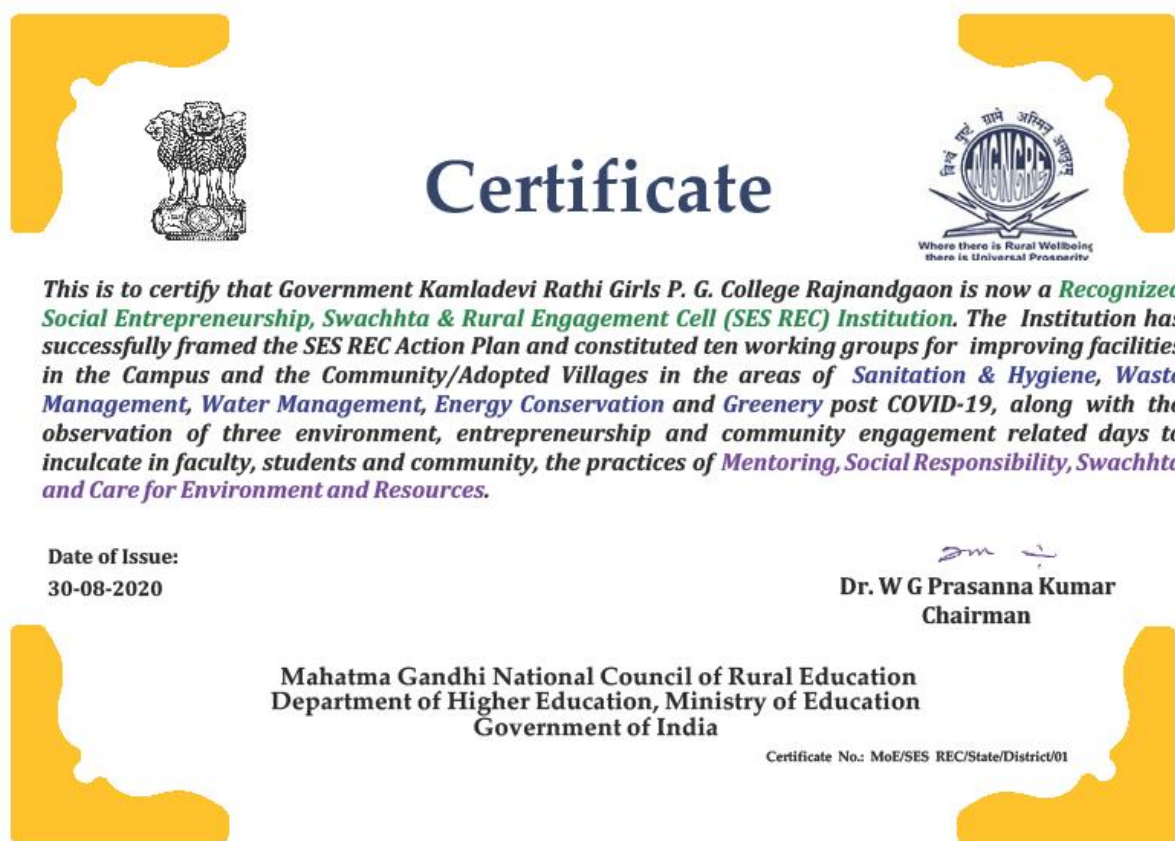 Certificate
विश्वं पुष्टं ग्रामे अस्मिन् अनातुरम्
MGNCRE
Where there is Rural Wellbeing
there is Universal Prosperity
This is to certify that Government Kamladevi Rathi Girls P. G. College Rajnandgaon is now a Recognized
Social Entrepreneurship, Swachhta & Rural Engagement Cell (SES REC) Institution. The Institution has
successfully framed the SES REC Action Plan and constituted ten working groups for improving facilities
in the Campus and the Community/Adopted Villages in the areas of Sanitation & Hygiene, Waste
Management, Water Management, Energy Conservation and Greenery post COVID-19, along with the
observation of three environment, entrepreneurship and community engagement related days to
inculcate in faculty, students and community, the practices of Mentoring, Social Responsibility, Swachhta
and Care for Environment and Resources.
Date of Issue:
30-08-2020
Dr. W G Prasanna Kumar
Chairman
Mahatma Gandhi National Council of Rural Education
Department of Higher Education, Ministry of Education
Government of India
Certificate No.: MoE/SES REC/State/District/01